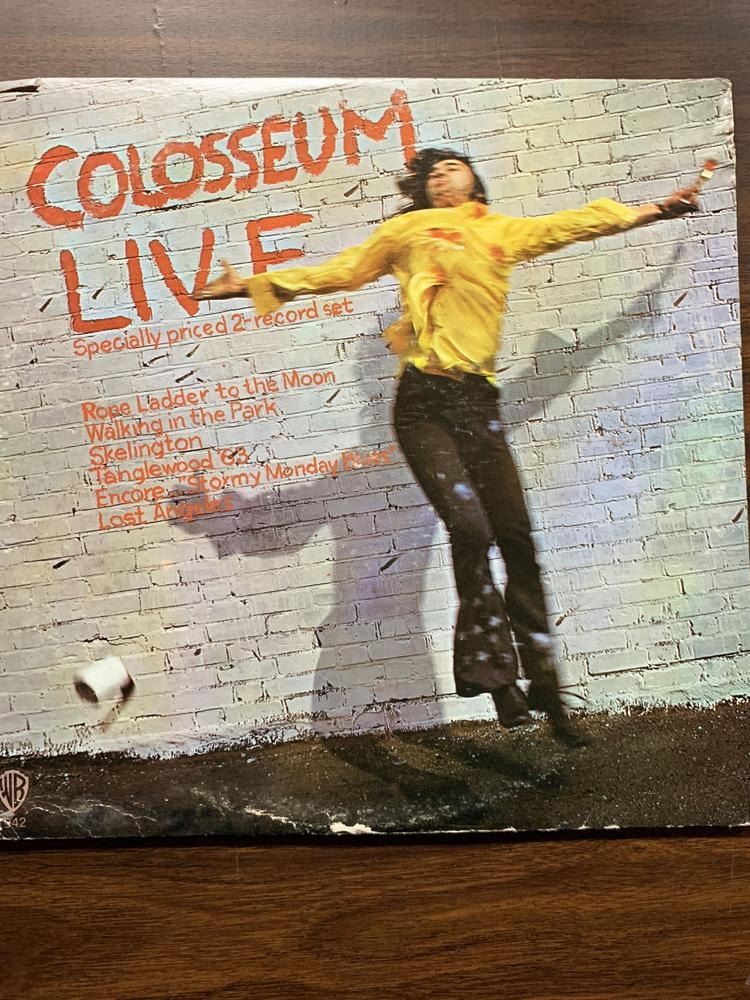 COLOSSEUM
LIVE
Specially priced 2-record set
Rope Ladder to the Moon
Walking in the Park
Skelington
Tanglewood '63
Encore... "Stormy Monday Blues"
Lost Angeles
WB